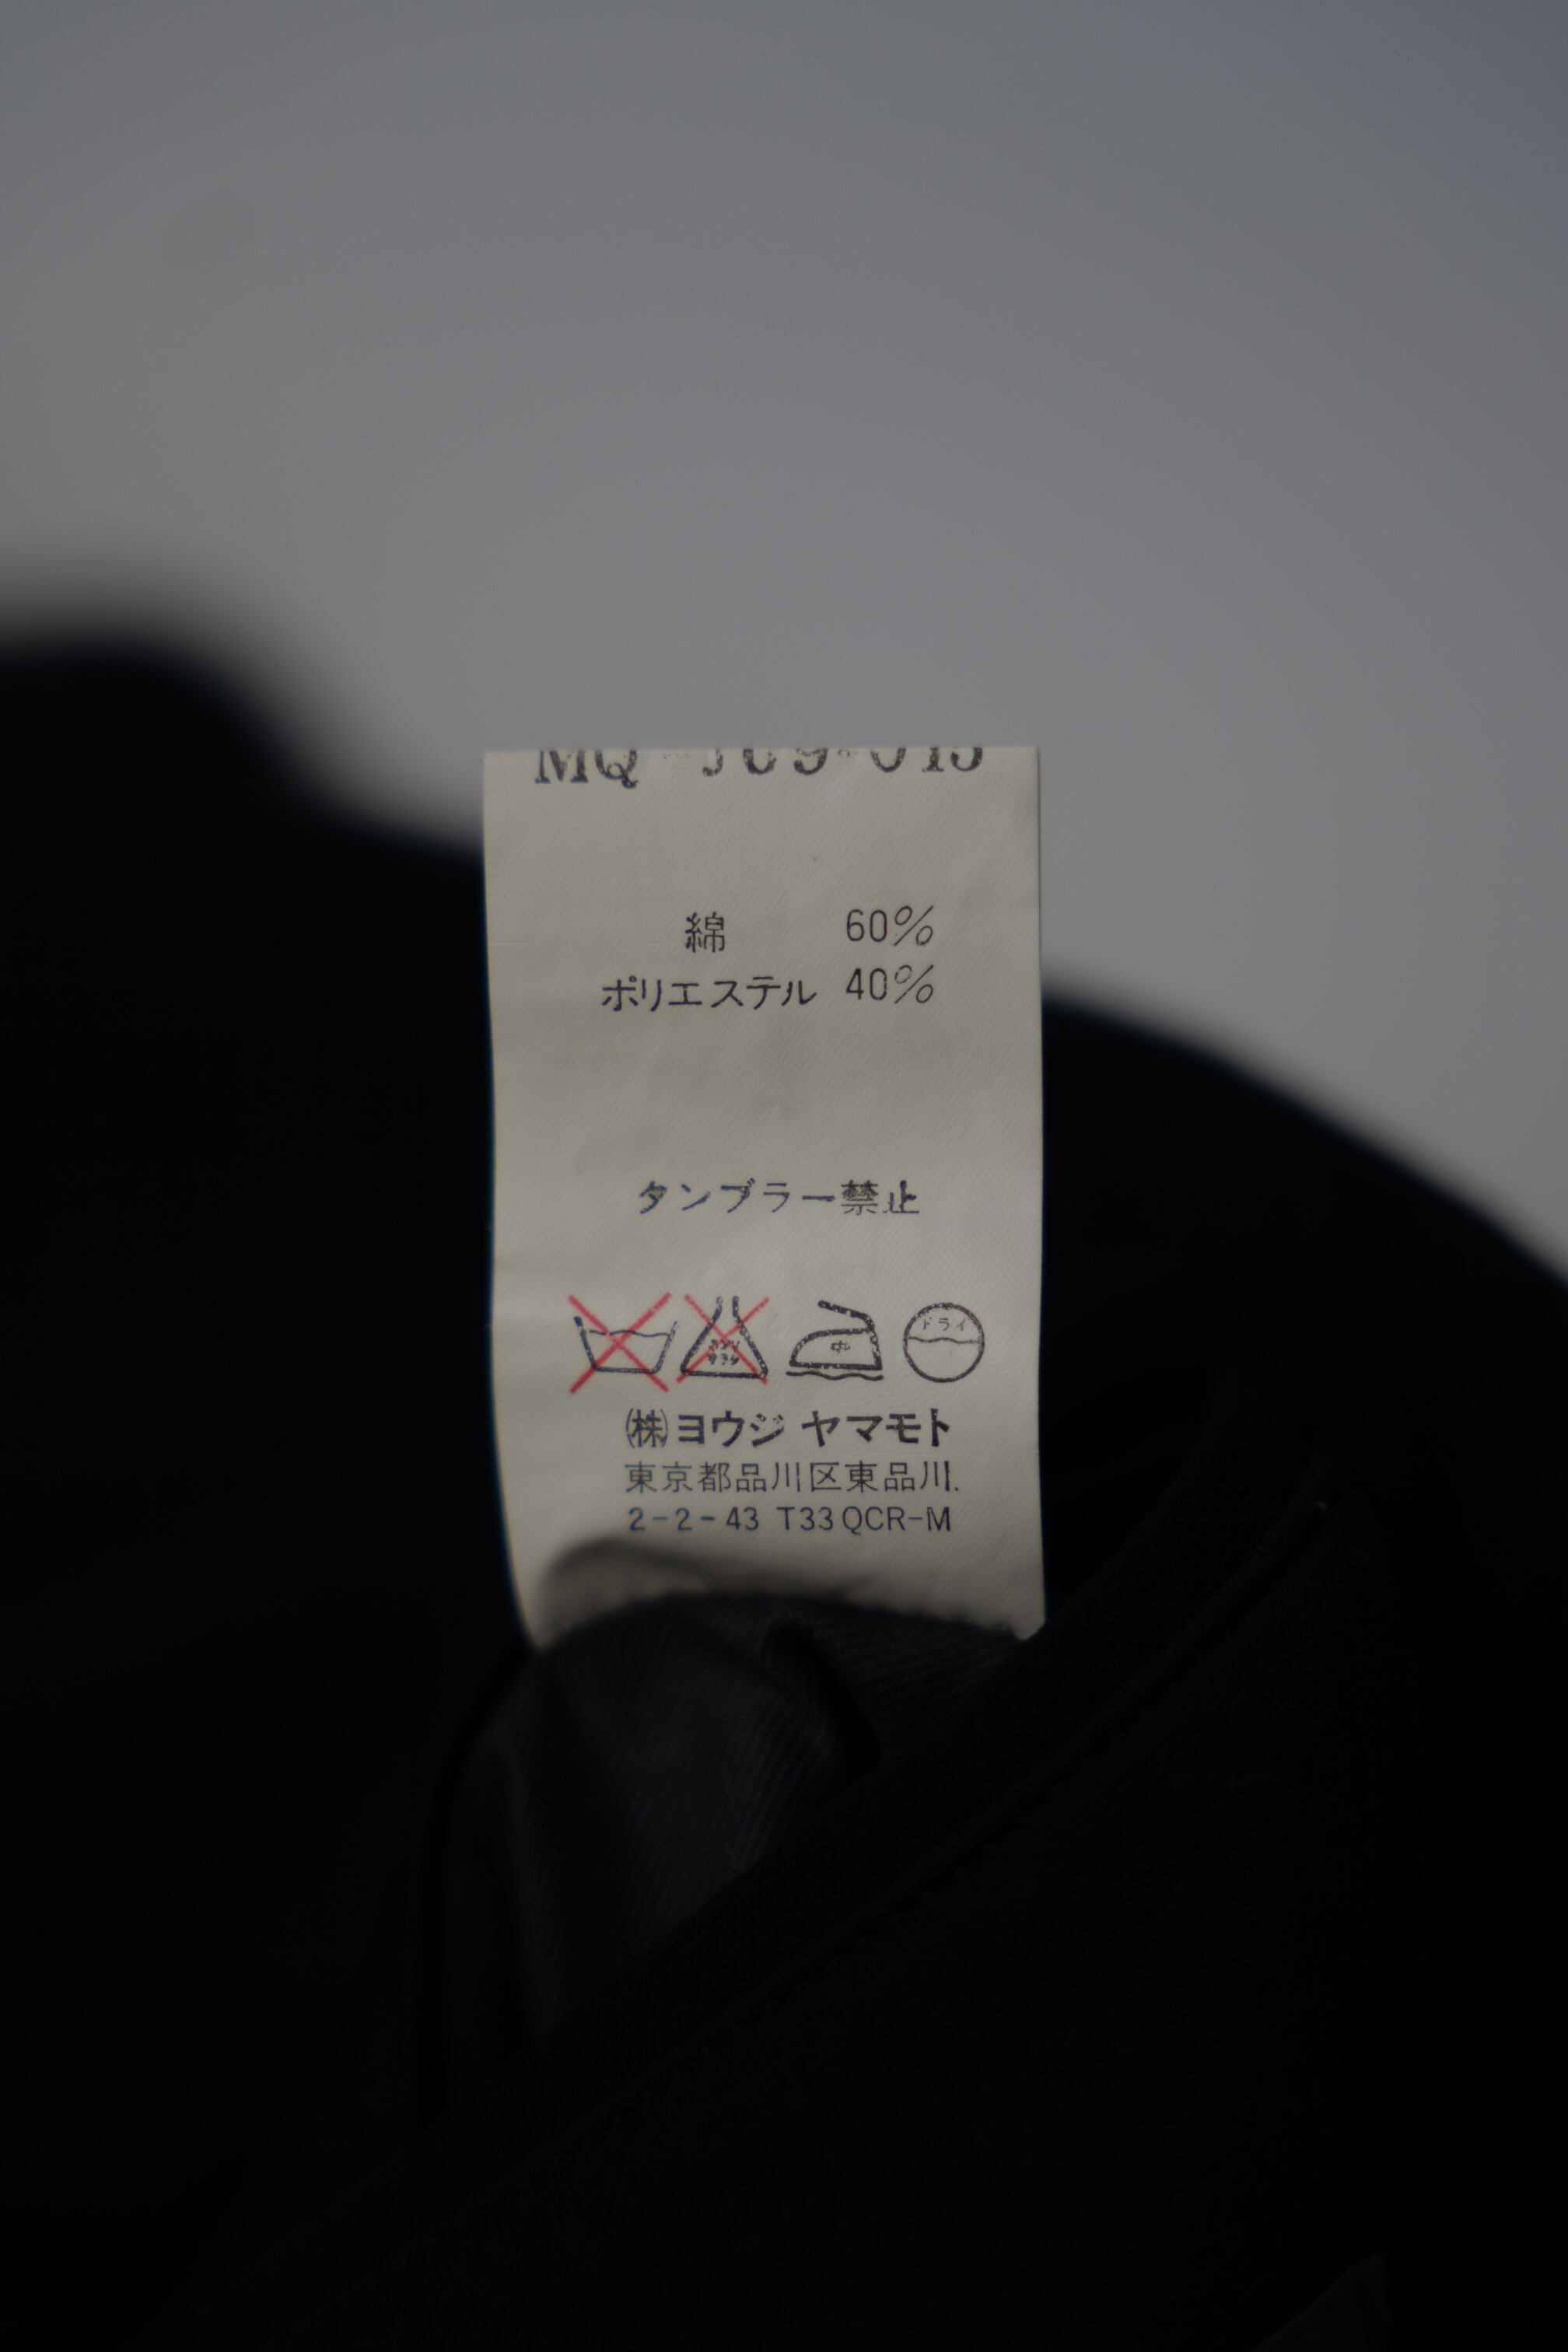 綿 60%
ポリエステル 40%
タンブラー禁止
中 ドライ
㈱ヨウジ ヤマモト
東京都品川区東品川.
2-2-43 T33QCR-M